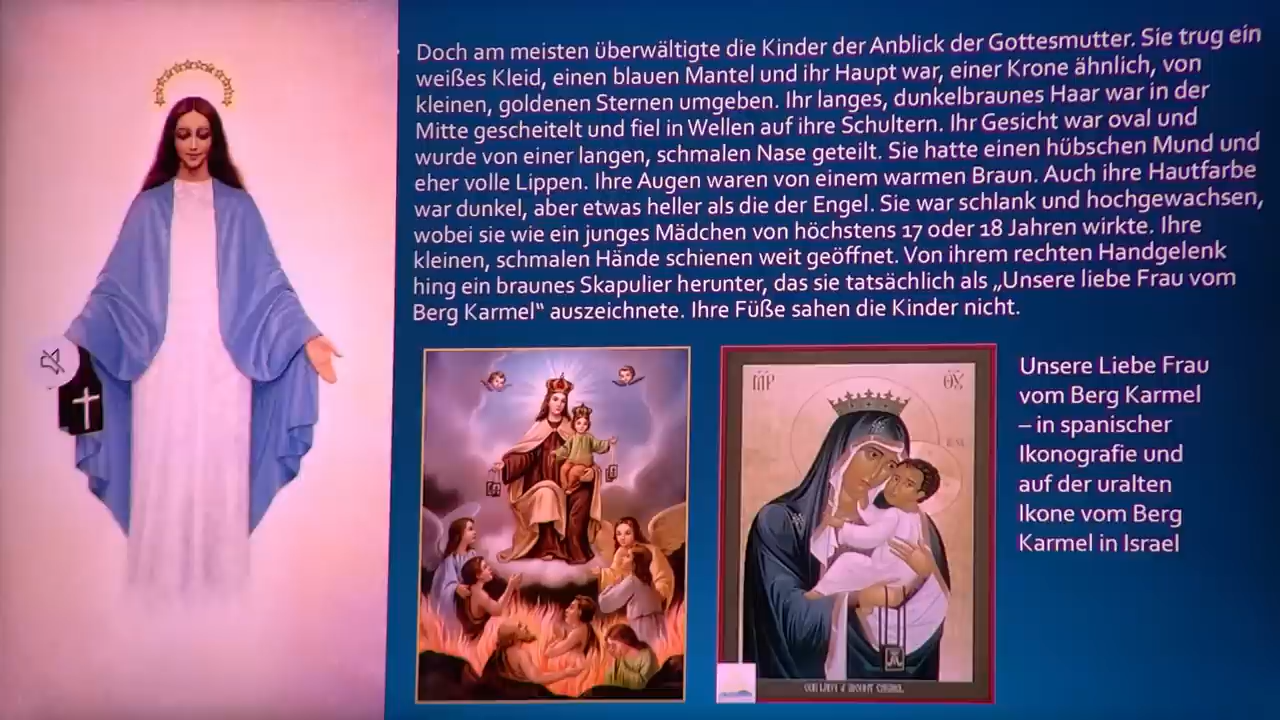 Doch am meisten überwältigte die Kinder der Anblick der Gottesmutter. Sie trug ein
weißes Kleid, einen blauen Mantel und ihr Haupt war, einer Krone ähnlich, von
kleinen, goldenen Sternen umgeben. Ihr langes, dunkelbraunes Haar war in der
Mitte gescheitelt und fiel in Wellen auf ihre Schultern. Ihr Gesicht war oval und
wurde von einer langen, schmalen Nase geteilt. Sie hatte einen hübschen Mund und
eher volle Lippen. Ihre Augen waren von einem warmen Braun. Auch ihre Hautfarbe
war dunkel, aber etwas heller als die der Engel. Sie war schlank und hochgewachsen,
wobei sie wie ein junges Mädchen von höchstens 17 oder 18 Jahren wirkte. Ihre
kleinen, schmalen Hände schienen weit geöffnet. Von ihrem rechten Handgelenk
hing ein braunes Skapulier herunter, das sie tatsächlich als „Unsere liebe Frau vom
Berg Karmel“ auszeichnete. Ihre Füße sahen die Kinder nicht.
Unsere Liebe Frau
vom Berg Karmel
– in spanischer
Ikonografie und
auf der uralten
Ikone vom Berg
Karmel in Israel